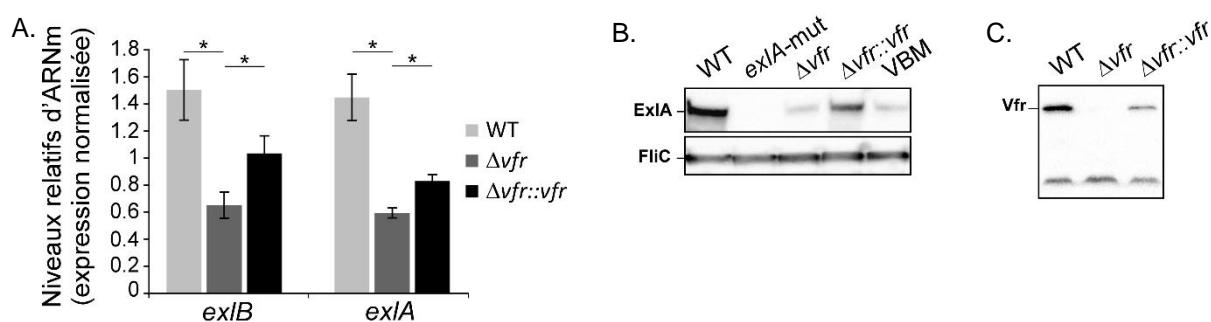 A.
Niveaux relatifs d'ARNm
(expression normalisée)
1.8
1.6
1.4
1.2
1
0.8
0.6
0.4
0.2
0
* *
* *
exlB exlA
WT
Δvfr
Δvfr::vfr
B.
WT exlA-mut Δvfr Δvfr::vfr VBM
ExlA
FliC
C.
WT Δvfr Δvfr::vfr
Vfr